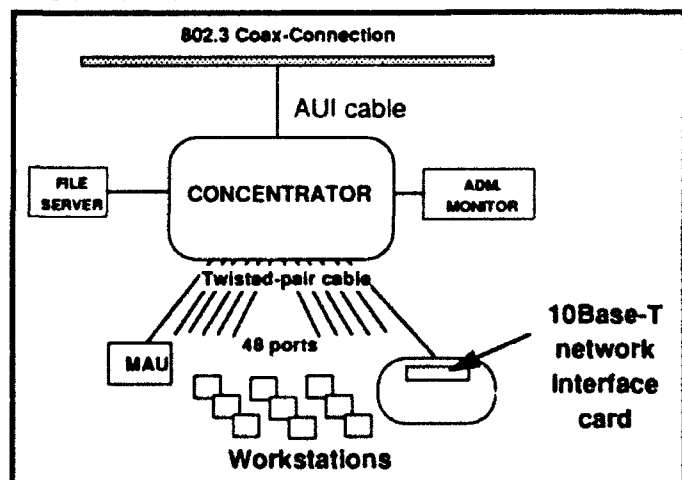 802.3 Coax-Connection
AUI cable
FILE
SERVER
CONCENTRATOR
ADM.
MONITOR
Twisted-pair cable
48 ports
MAU
10Base-T
network
Interface
card
Workstations